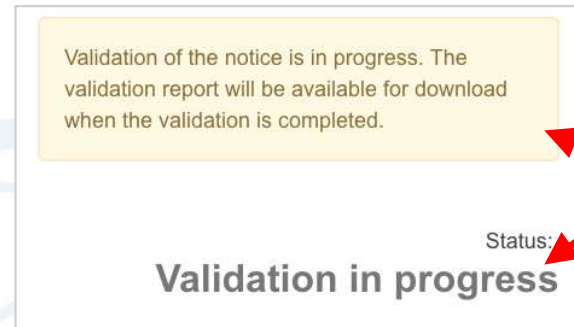 Validation of the notice is in progress. The
validation report will be available for download
when the validation is completed.
Status:
Validation in progress